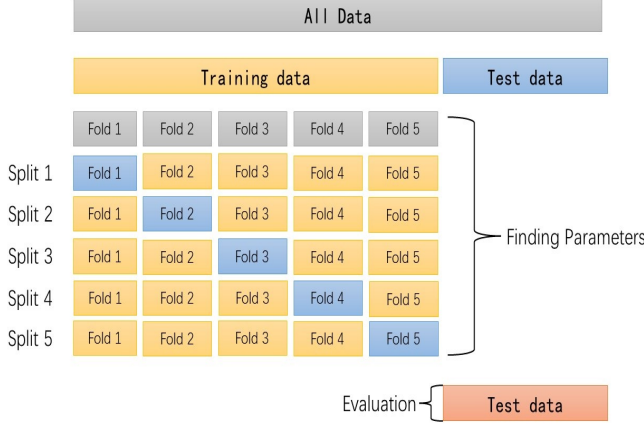 All Data
Training data Test data
Fold 1 Fold 2 Fold 3 Fold 4 Fold 5
Split 1 Fold 1 Fold 2 Fold 3 Fold 4 Fold 5
Split 2 Fold 1 Fold 2 Fold 3 Fold 4 Fold 5
Finding Parameters
Split 3 Fold 1 Fold 2 Fold 3 Fold 4 Fold 5
Split 4 Fold 1 Fold 2 Fold 3 Fold 4 Fold 5
Split 5 Fold 1 Fold 2 Fold 3 Fold 4 Fold 5
Evaluation Test data